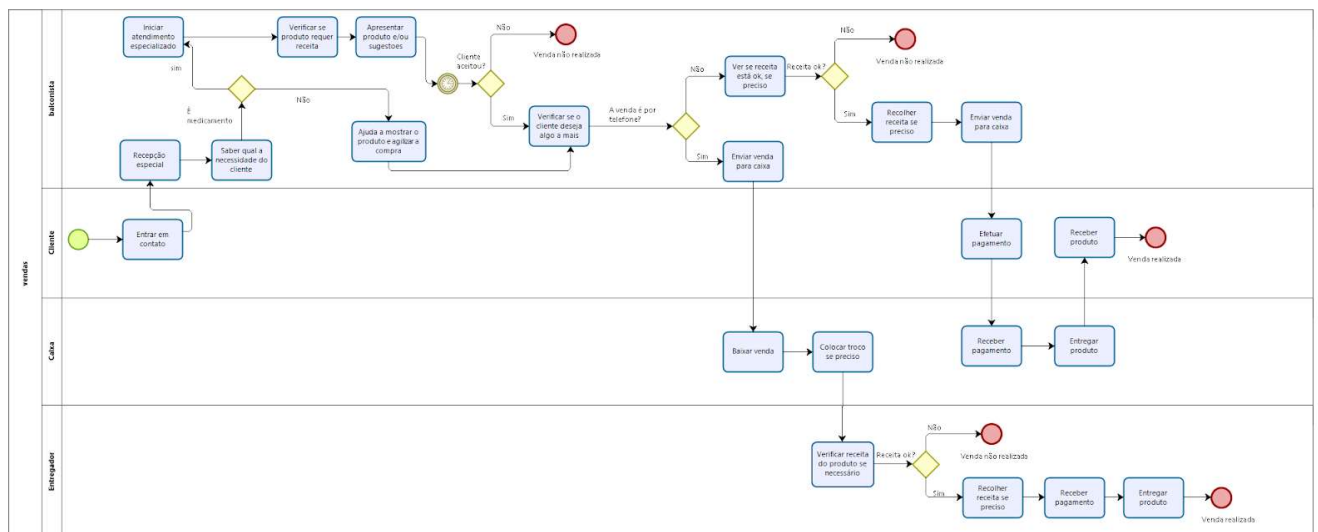 vendas
balconista
Iniciar
atendimento
especializado
Verificar se
produto requer
receita
Apresentar
produto e/ou
sugestoes
Cliente
acertou?
Não
Venda não realizada
Sim
sim
Não
É
medicamento
Recepção
especial
Saber qual a
necessidade do
cliente
Ajuda a mostrar o
produto e agilizar a
compra
Verificar se o
cliente deseja
algo a mais
A venda é por
telefone?
Não
Sim
Ver se receita
está ok, se
preciso
Receita ok?
Não
Venda não realizada
Sim
Recolher
receita se
preciso
Enviar venda
para caixa
Enviar venda
para caixa
Cliente
Entrar em
contato
Efetuar
pagamento
Receber
produto
Venda realizada
Caixa
Baixar venda
Colocar troco
se preciso
Receber
pagamento
Entregar
produto
Entregador
Verificar receita
do produto se
necessário
Receita ok?
Não
Venda não realizada
Sim
Recolher
receita se
preciso
Receber
pagamento
Entregar
produto
Venda realizada